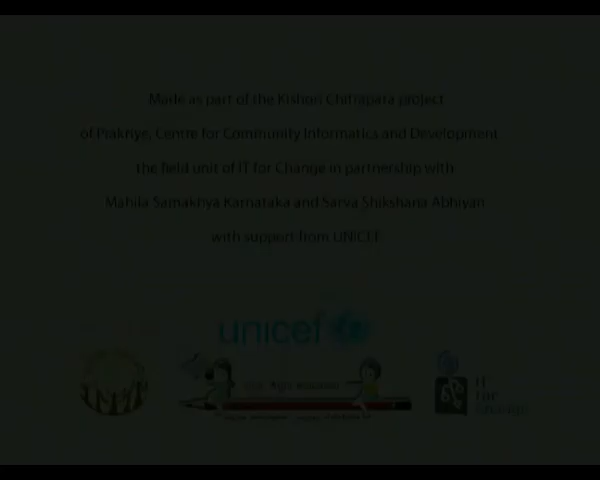 Made as part of the Kishori Chitrapata project
of Prakriye, Centre for Community Informatics and Development
the field unit of IT for Change in partnership with
Mahila Samakhya Karnataka and Sarva Shikshana Abhiyan
with support from UNICEF
unicef
IT
for
Change